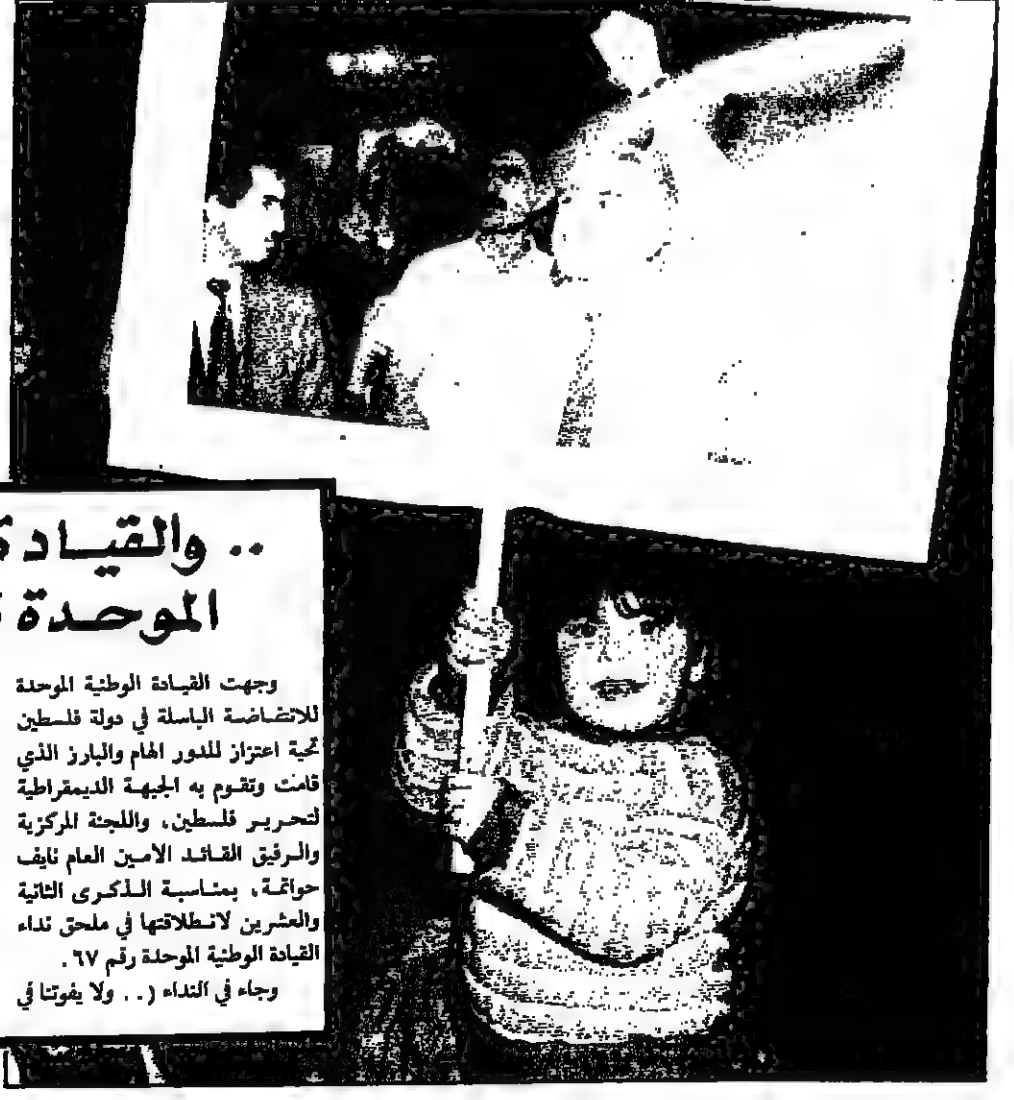 .. والقيادة
الموحدة
وجهت القيادة الوطنية الموحدة
للانتفاضة الباسلة في دولة فلسطين
تحية اعتزاز للدور الهام والبارز الذي
قامت وتقوم به الجبهة الديمقراطية
لتحرير فلسطين، واللجنة المركزية
والرفيق القائد الامين العام نايف
حواتمة، بمناسبة الذكرى الثانية
والعشرين لانطلاقتها في ملحق نداء
القيادة الوطنية الموحدة رقم ٦٧.
وجاء في النداء (.. ولا يفوتنا في